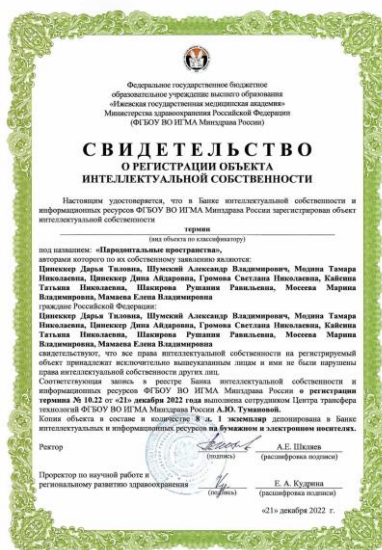 Федеральное государственное бюджетное
образовательное учреждение высшего образования
«Ижевская государственная медицинская академия»
Министерства здравоохранения Российской Федерации
(ФГБОУ ВО ИГМА Минздрава России)
СВИДЕТЕЛЬСТВО
О РЕГИСТРАЦИИ ОБЪЕКТА
ИНТЕЛЛЕКТУАЛЬНОЙ СОБСТВЕННОСТИ
Настоящим удостоверяется, что в Банке интеллектуальной собственности и
информационных ресурсов ФГБОУ ВО ИГМА Минздрава России зарегистрирован объект
интеллектуальной собственности
термин
(вид объекта по классификатору)
под названием: «Пародонтальные пространства»,
авторами которого по их собственному заявлению являются:
Цинеккер Дарья Тиловна, Шумский Александр Владимирович, Модина Тамара
Николаевна, Цинеккер Дина Айдаровна, Громова Светлана Николаевна, Кайсина
Татьяна Николаевна, Шакирова Рушания Равильевна, Мосеева Марина
Владимировна, Мамаева Елена Владимировна
граждане Российской Федерации:
Цинеккер Дарья Тиловна, Шумский Александр Владимирович, Модина Тамара
Николаевна, Цинеккер Дина Айдаровна, Громова Светлана Николаевна, Кайсина
Татьяна Николаевна, Шакирова Рушания Равильевна, Мосеева Марина
Владимировна, Мамаева Елена Владимировна
свидетельствуют, что все права интеллектуальной собственности на регистрируемый
объект принадлежат исключительно вышеуказанным лицам и ими не были нарушены
права интеллектуальной собственности других лиц.
Соответствующая запись в реестре Банка интеллектуальной собственности и
информационных ресурсов ФГБОУ ВО ИГМА Минздрава России о регистрации
термина № 10.22 от «21» декабря 2022 года выполнена сотрудником Центра трансфера
технологий ФГБОУ ВО ИГМА Минздрава России А.Ю. Тумановой.
Копия объекта в составе и количестве 8 л. 1 экземпляр депонирована в Банке
интеллектуальных и информационных ресурсов на бумажном и электронном носителях.
Ректор
А.Е. Шкляев
(подпись) (расшифровка подписи)
Проректор по научной работе и
региональному развитию здравоохранения
Е. А. Кудрина
(подпись) (расшифровка подписи)
«21» декабря 2022 г.